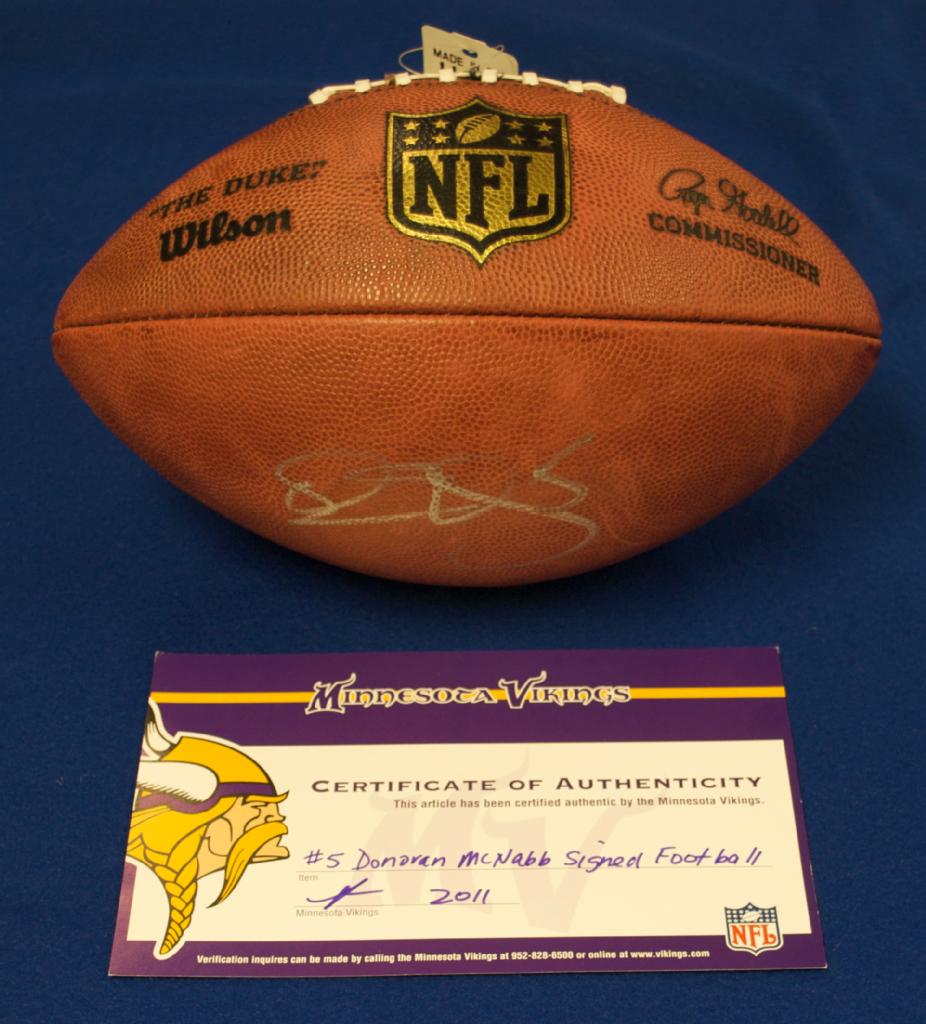 MADE
NFL
"THE DUKE."
Wilson
Roger Goodell
COMMISSIONER
MINNESOTA VIKINGS
CERTIFICATE OF AUTHENTICITY
This article has been certified authentic by the Minnesota Vikings.
#5 Donovan McNabb Signed Football
Item
2011
Minnesota Vikings
NFL
Verification inquires can be made by calling the Minnesota Vikings at 952-828-6500 or online at www.vikings.com